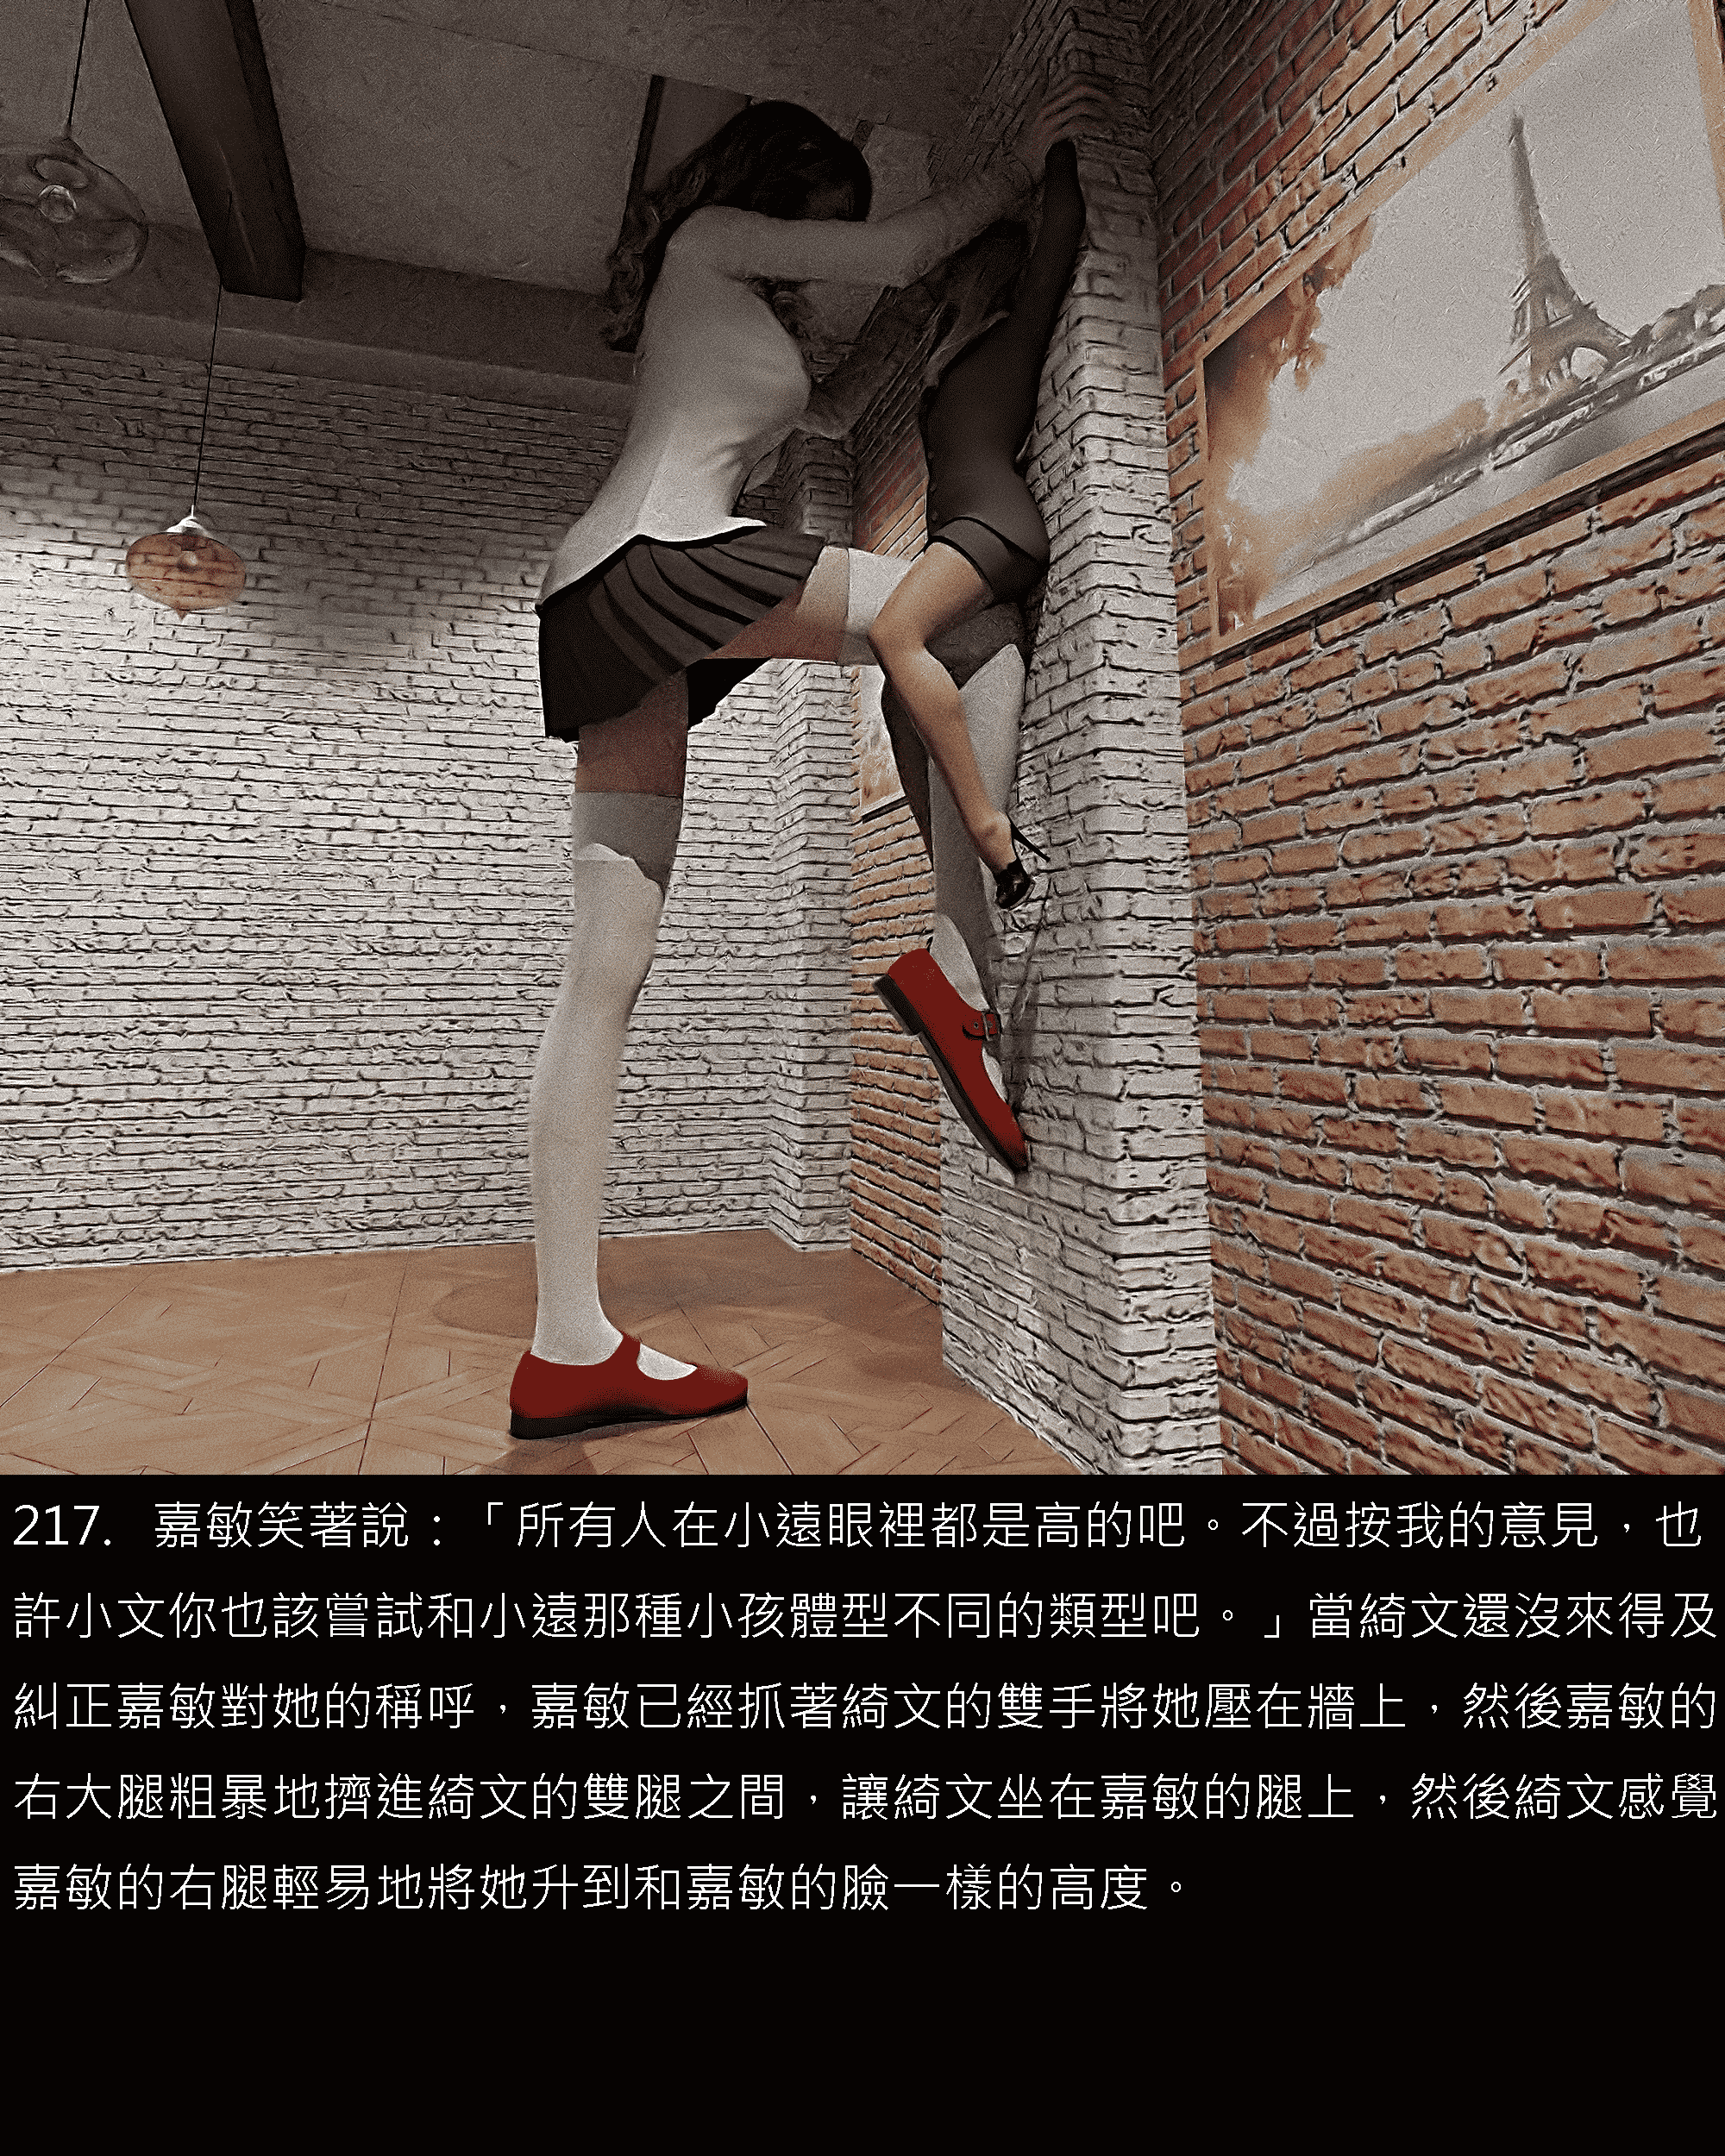 217. 嘉敏笑著說：「所有人在小遠眼裡都是高的吧。不過按我的意見，也
許小文你也該嘗試和小遠那種小孩體型不同的類型吧。」當綺文還沒來得及
糾正嘉敏對她的稱呼，嘉敏已經抓著綺文的雙手將她壓在牆上，然後嘉敏的
右大腿粗暴地擠進綺文的雙腿之間，讓綺文坐在嘉敏的腿上，然後綺文感覺
嘉敏的右腿輕易地將她升到和嘉敏的臉一樣的高度。